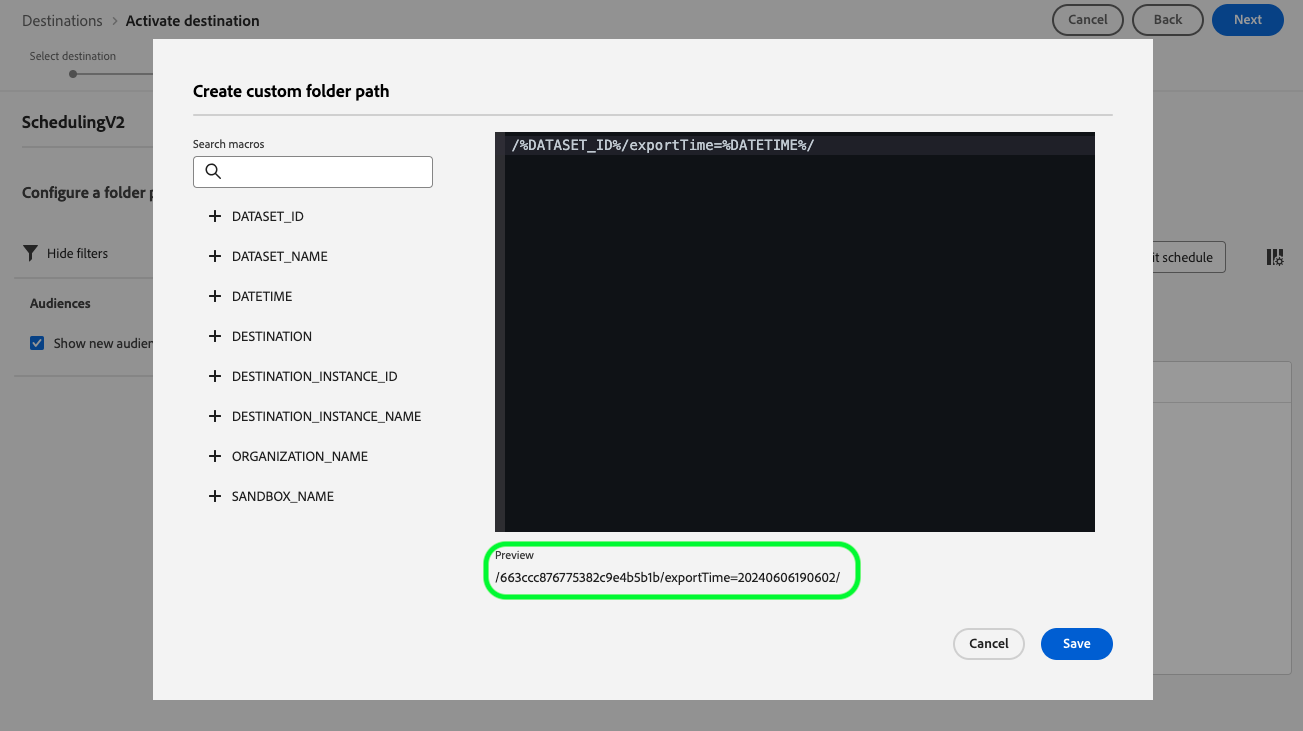 Destinations > Activate destination
Cancel
Back
Next
Select destination
SchedulingV2
Configure a folder p
Hide filters
it schedule
Audiences
Show new audien
Create custom folder path
Search macros
DATASET_ID
DATASET_NAME
DATETIME
DESTINATION
DESTINATION_INSTANCE_ID
DESTINATION_INSTANCE_NAME
ORGANIZATION_NAME
SANDBOX_NAME
/%DATASET_ID%/exportTime=%DATETIME%/
Preview
/663ccc876775382c9e4b5b1b/exportTime=20240606190602/
Cancel
Save